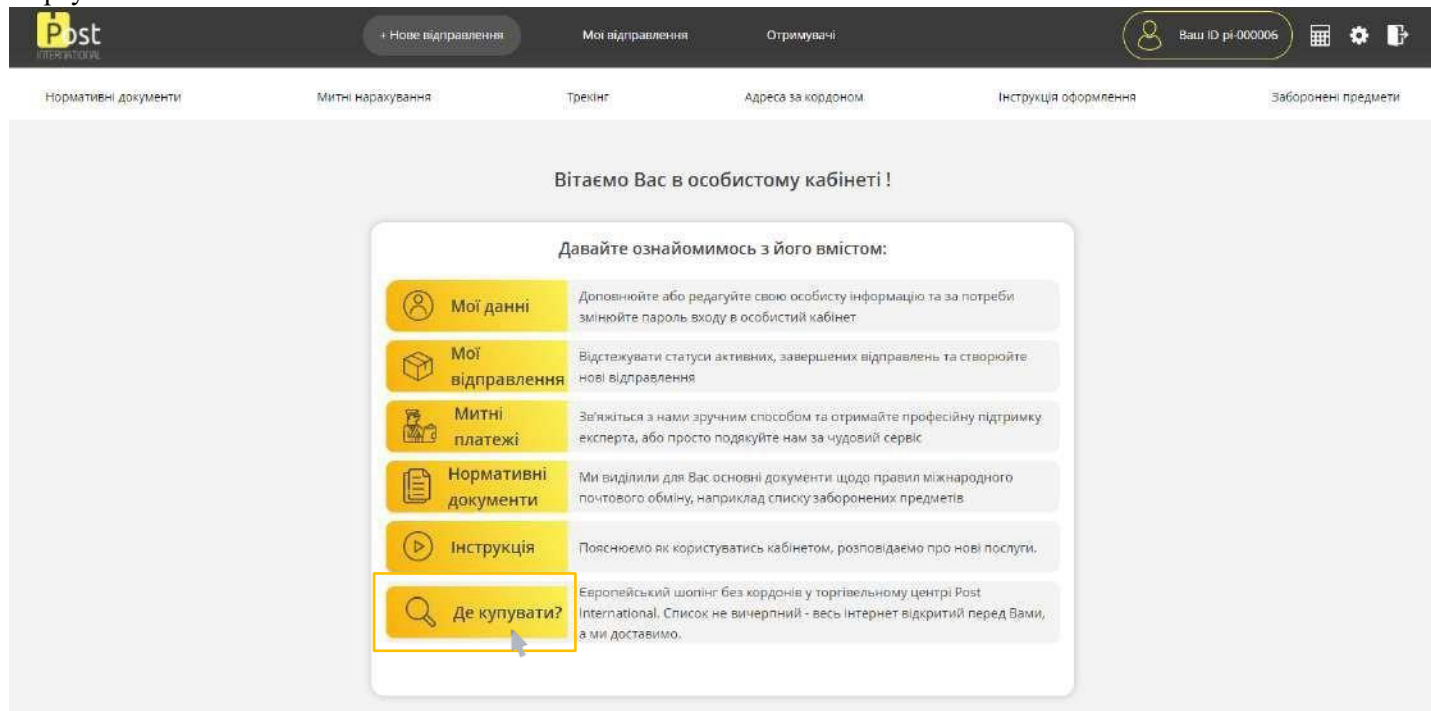 Post
INTERNATIONAL
+ Нове відправлення
Мої відправлення
Отримувачі
Ваш ID pi-000006
Нормативні документи
Митні нарахування
Трекінг
Адреса за кордоном
Інструкція оформлення
Заборонені предмети
Вітаємо Вас в особистому кабінеті !
Давайте ознайомимось з його вмістом:
Мої данні
Доповнюйте або редагуйте свою особисту інформацію та за потреби
змінюйте пароль входу в особистий кабінет
Мої
відправлення
Відстежувати статуси активних, завершених відправлень та створюйте
нові відправлення
Митні
платежі
Зв'яжіться з нами зручним способом та отримайте професійну підтримку
експерта, або просто подякуйте нам за чудовий сервіс
Нормативні
документи
Ми виділили для Вас основні документи щодо правил міжнародного
почтового обміну, наприклад списку заборонених предметів
Інструкція
Пояснюємо як користуватись кабінетом, розповідаємо про нові послуги.
Де купувати?
Європейський шопінг без кордонів у торгівельному центрі Post
International. Список не вичерпний - весь інтернет відкритий перед Вами,
а ми доставимо.